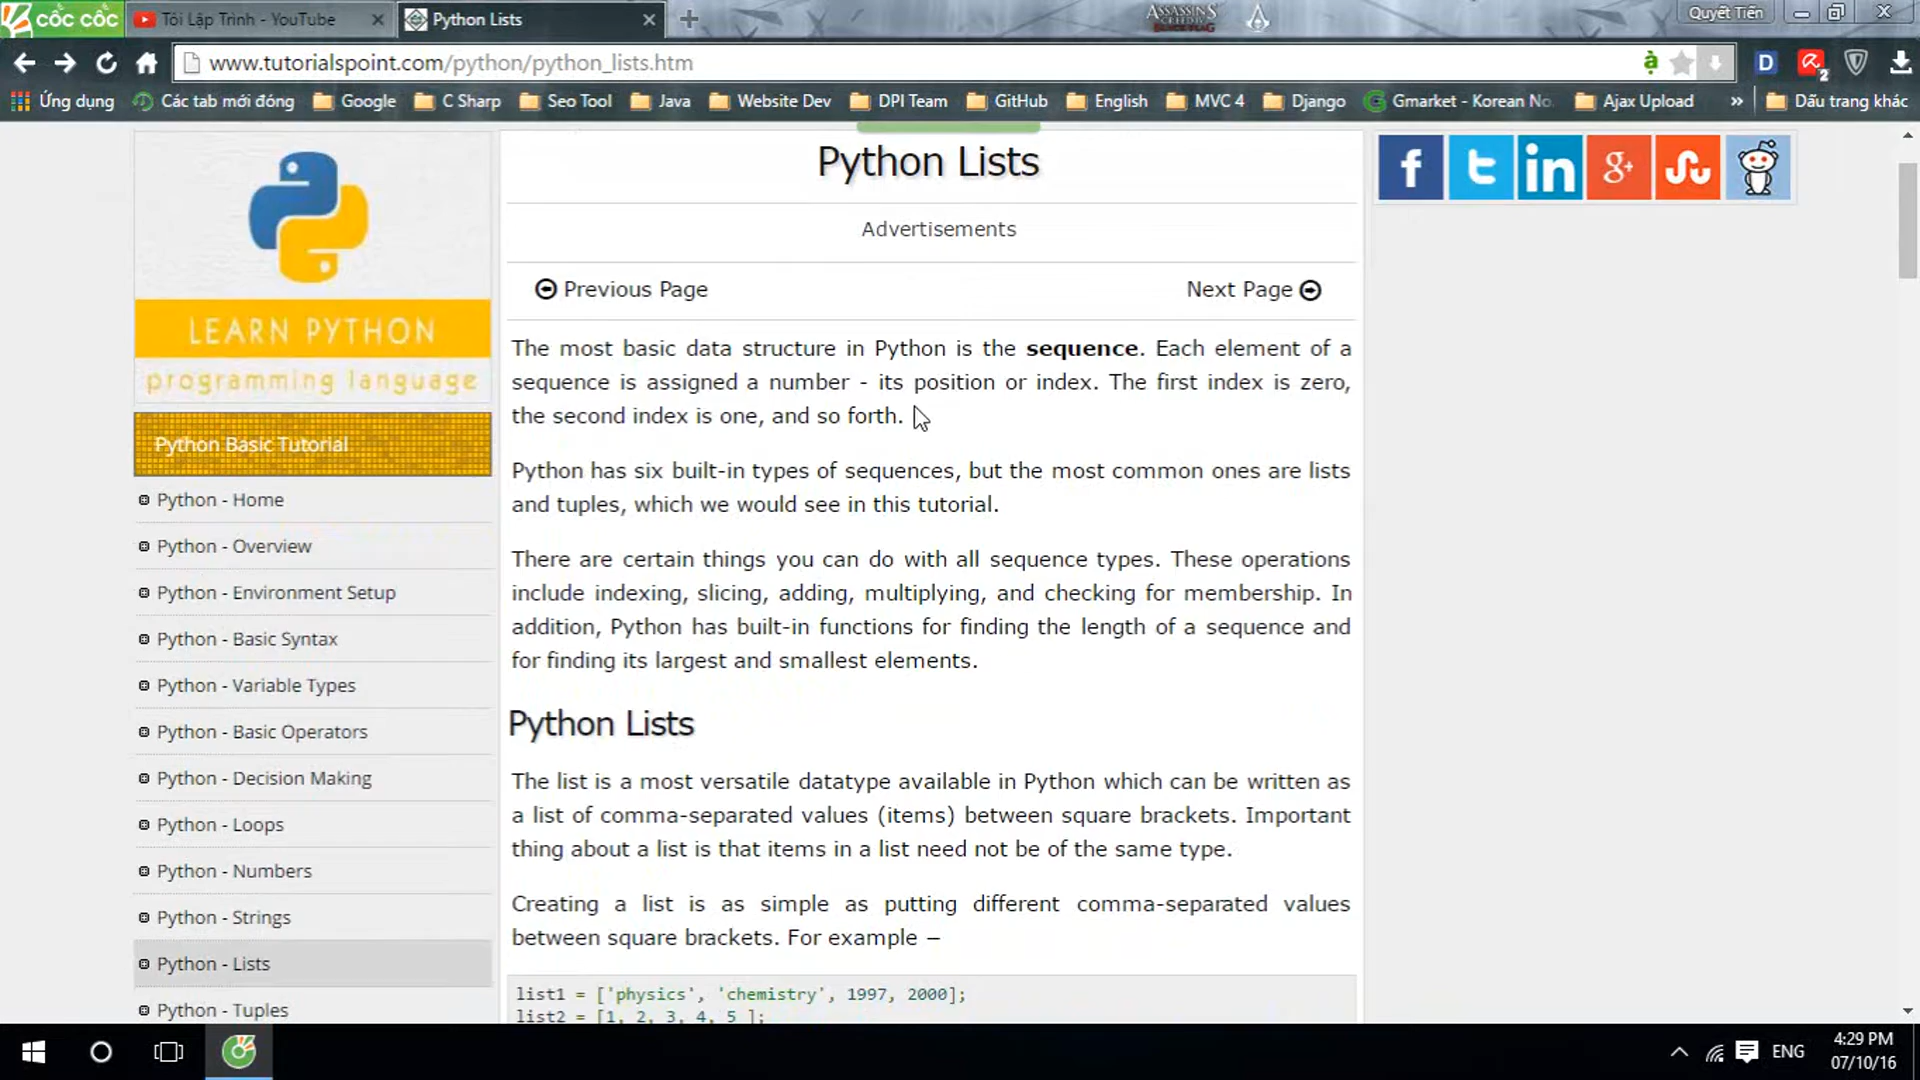 cốc cốc
Tôi Lập Trình - YouTube
Python Lists
ASSASSIN'S
Quyết Tiến
www.tutorialspoint.com/python/python_lists.htm
Ứng dụng
Các tab mới đóng
Google
C Sharp
Seo Tool
Java
Website Dev
DPI Team
GitHub
English
MVC 4
Django
Gmarket - Korean No.
Ajax Upload
»
Dấu trang khác
D
2
LEARN PYTHON
programming language
Python Basic Tutorial
Python - Home
Python - Overview
Python - Environment Setup
Python - Basic Syntax
Python - Variable Types
Python - Basic Operators
Python - Decision Making
Python - Loops
Python - Numbers
Python - Strings
Python - Lists
Python - Tuples
Python Lists
Advertisements
Previous Page
Next Page
The most basic data structure in Python is the sequence. Each element of a
sequence is assigned a number - its position or index. The first index is zero,
the second index is one, and so forth.
Python has six built-in types of sequences, but the most common ones are lists
and tuples, which we would see in this tutorial.
There are certain things you can do with all sequence types. These operations
include indexing, slicing, adding, multiplying, and checking for membership. In
addition, Python has built-in functions for finding the length of a sequence and
for finding its largest and smallest elements.
Python Lists
The list is a most versatile datatype available in Python which can be written as
a list of comma-separated values (items) between square brackets. Important
thing about a list is that items in a list need not be of the same type.
Creating a list is as simple as putting different comma-separated values
between square brackets. For example −
list1 = ['physics', 'chemistry', 1997, 2000];
list2 = [1, 2, 3, 4, 5 ];
f
t
in
g+
ENG
4:29 PM
07/10/16